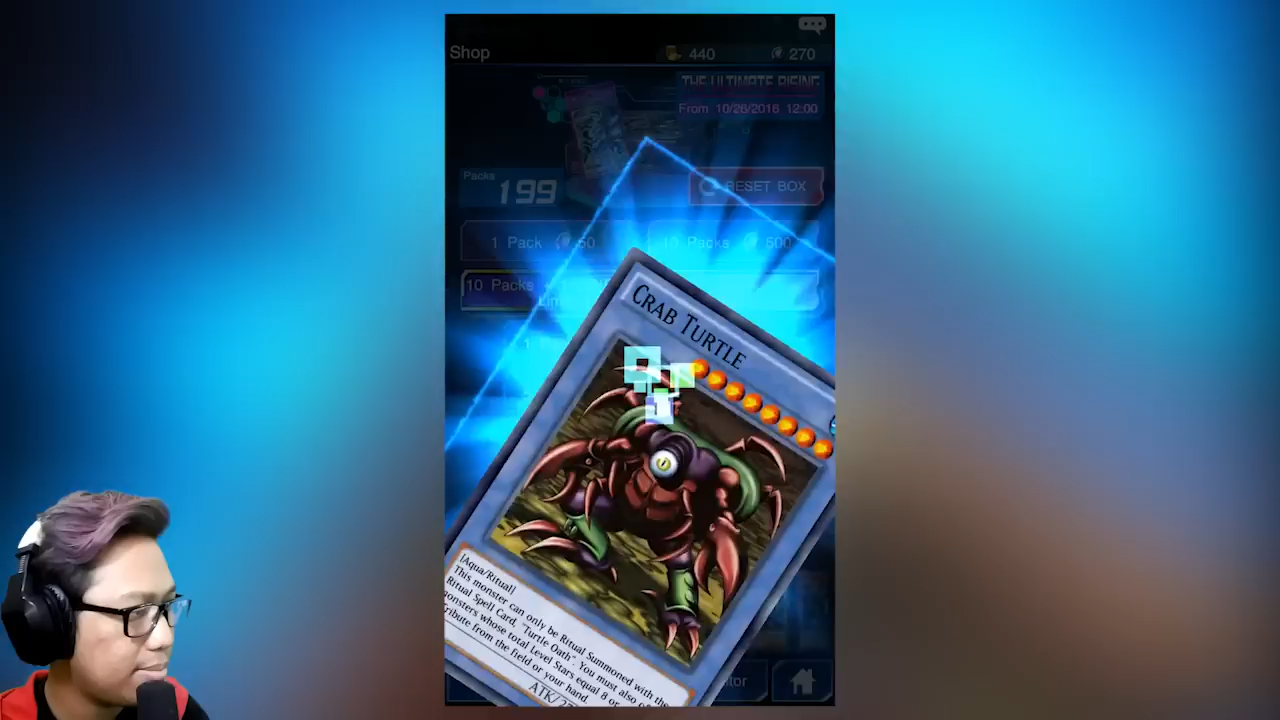 Shop
440
270
THE ULTIMATE RISING
From 10/26/2016 12:00
Packs
199
RESET BOX
1 Pack 50
10 Packs 500
10 Packs
CRAB TURTLE
[Aqua/Ritual]
This monster can only be Ritual Summoned with the
Ritual Spell Card, "Turtle Oath". You must also
monsters whose total Level Stars equal 8 or
Tribute from the field or your hand.
ATK/